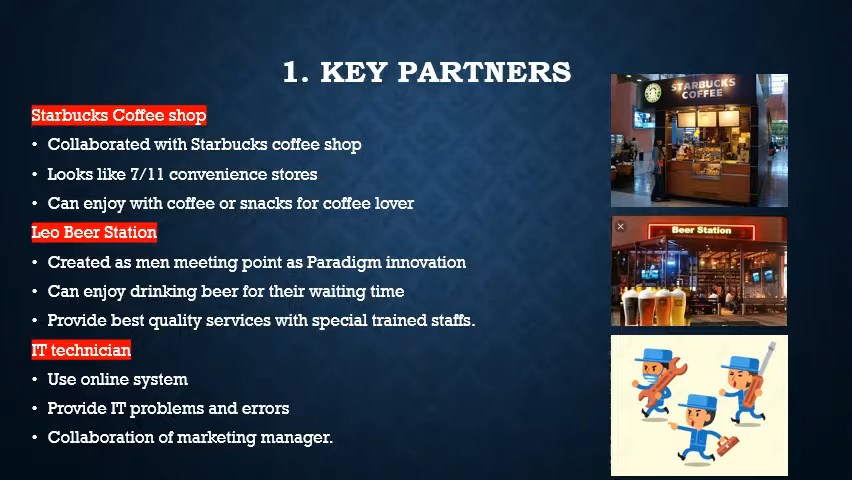 1. KEY PARTNERS
Starbucks Coffee shop
• Collaborated with Starbucks coffee shop
• Looks like 7/11 convenience stores
• Can enjoy with coffee or snacks for coffee lover
Leo Beer Station
• Created as men meeting point as Paradigm innovation
• Can enjoy drinking beer for their waiting time
• Provide best quality services with special trained staffs.
IT technician
• Use online system
• Provide IT problems and errors
• Collaboration of marketing manager.
STARBUCKS
COFFEE
Beer Station